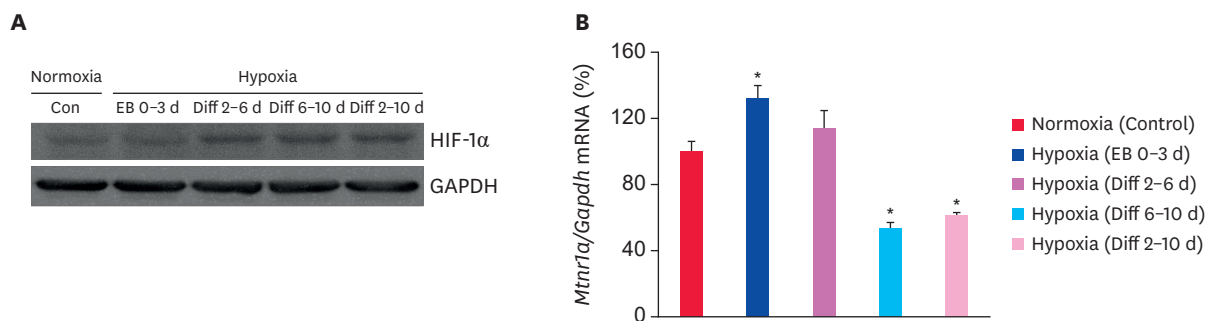 A
Normoxia Hypoxia
Con EB 0–3 d Diff 2–6 d Diff 6–10 d Diff 2–10 d
HIF-1α
GAPDH
B
Mtnr1a/Gapdh mRNA (%)
160
120
80
40
0
*
*
*
Normoxia (Control)
Hypoxia (EB 0–3 d)
Hypoxia (Diff 2–6 d)
Hypoxia (Diff 6–10 d)
Hypoxia (Diff 2–10 d)